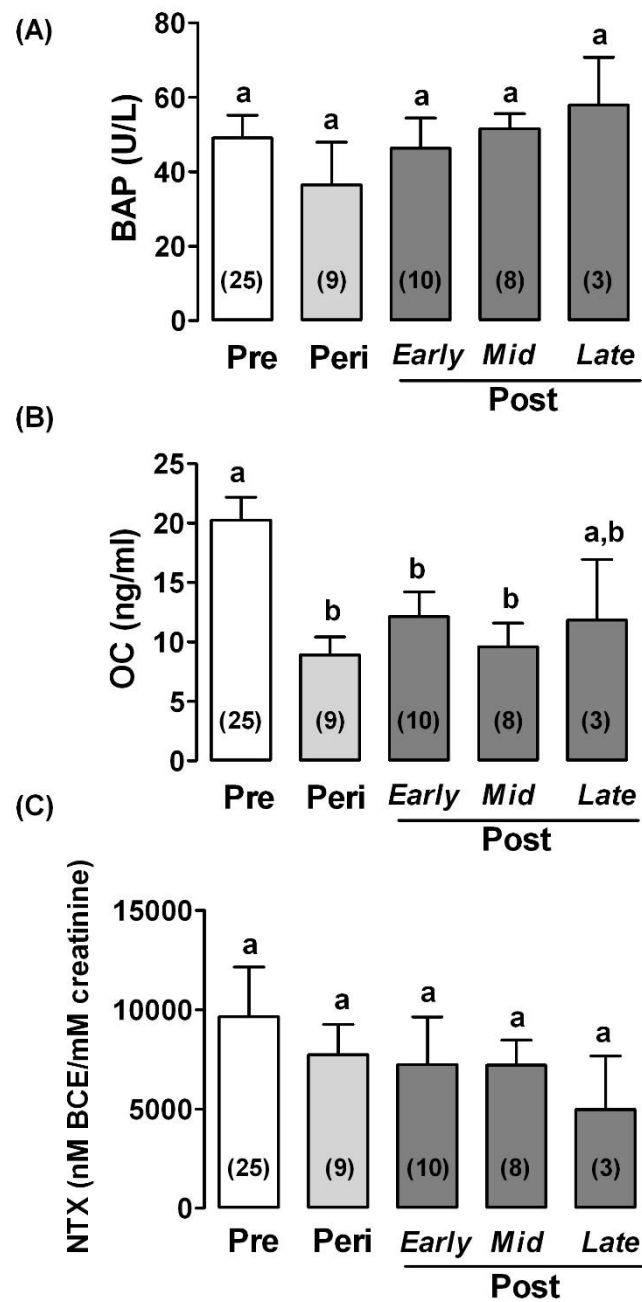 (A)
BAP (U/L)
80
60
40
20
0
a a a a a
(25) (9) (10) (8) (3)
Pre Peri Early Mid Late
Post
(B)
OC (ng/ml)
25
20
15
10
5
0
a b b b a,b
(25) (9) (10) (8) (3)
Pre Peri Early Mid Late
Post
(C)
NTX (nM BCE/mM creatinine)
15000
10000
5000
0
a a a a a
(25) (9) (10) (8) (3)
Pre Peri Early Mid Late
Post